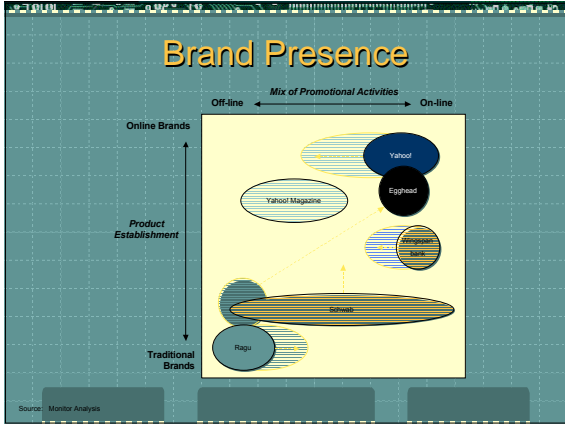 Brand Presence
Mix of Promotional Activities
Off-line
On-line
Online Brands
Yahoo!
Egghead
Yahoo! Magazine
Product
Establishment
bank
Schwab
Ragu
Traditional
Brands
Source: Monitor Analysis